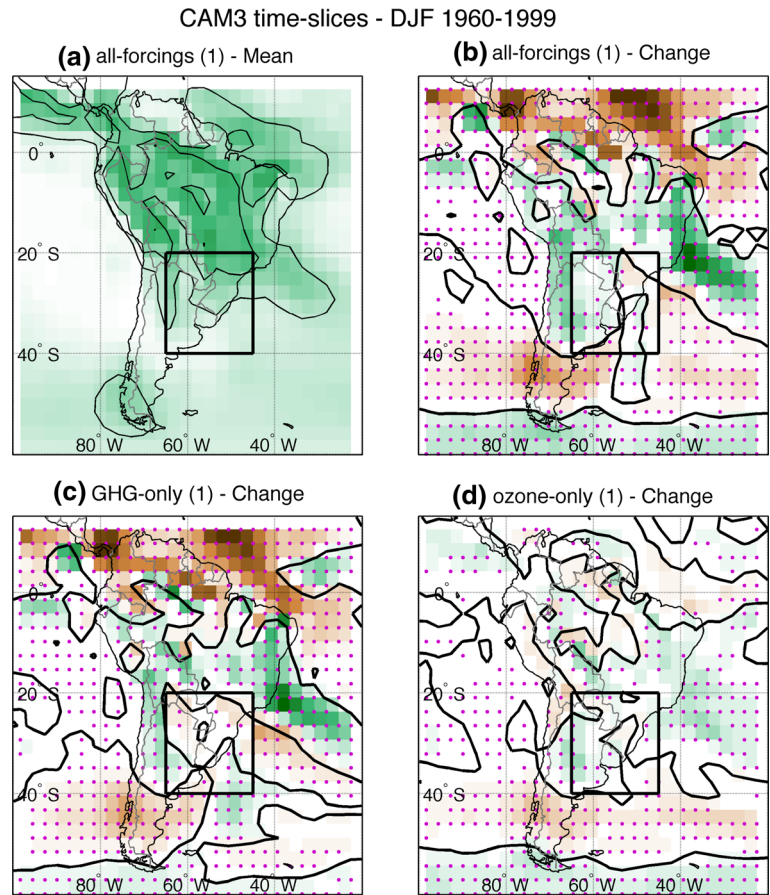 CAM3 time-slices - DJF 1960-1999
(a) all-forcings (1) - Mean
(b) all-forcings (1) - Change
0°
20° S
40° S
80° W
60° W
40° W
0°
20° S
40° S
80° W
60° W
40° W
(c) GHG-only (1) - Change
(d) ozone-only (1) - Change
0°
20° S
40° S
80° W
60° W
40° W
0°
20° S
40° S
80° W
60° W
40° W